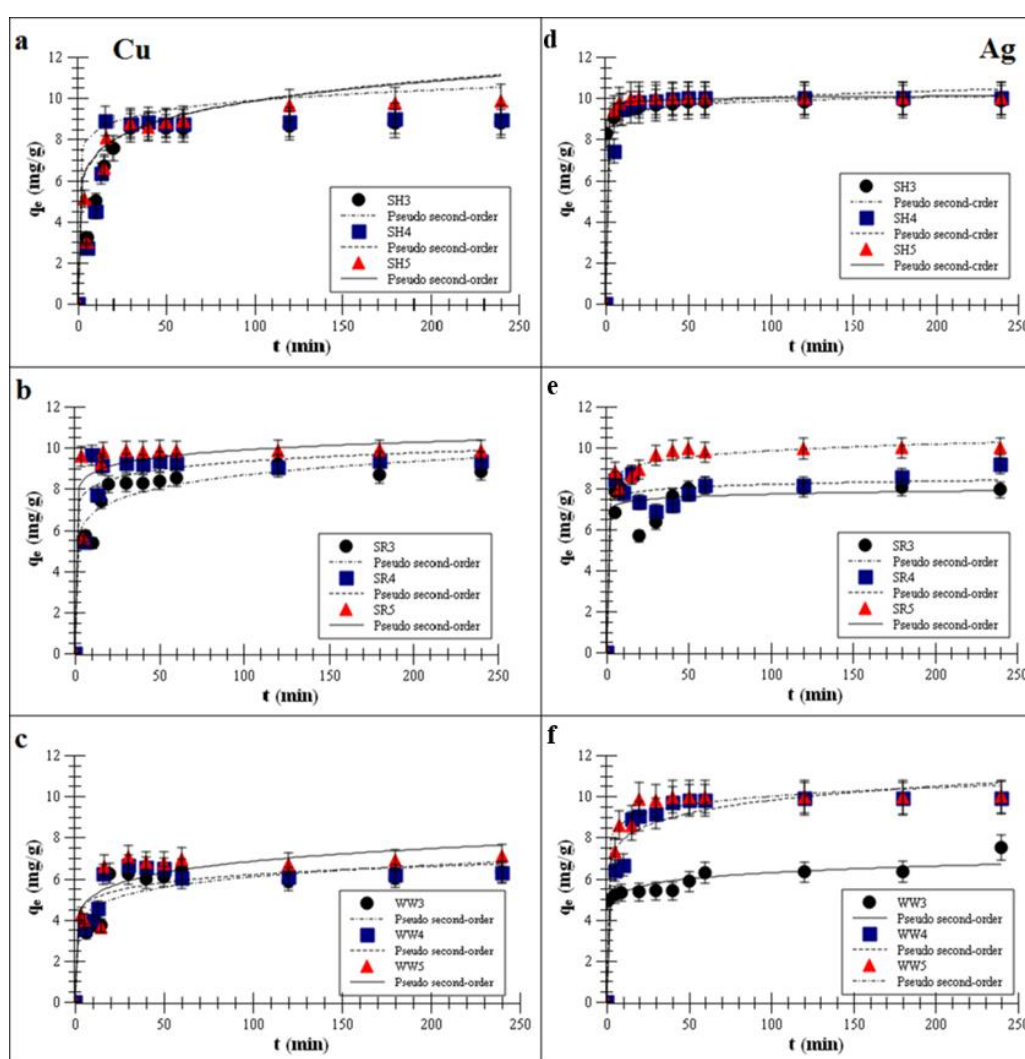 a
Cu
12
10
8
6
4
2
0
qe (mg/g)
SH3
Pseudo second-order
SH4
Pseudo second-order
SH5
Pseudo second-order
0
50
100
150
200
250
t (min)
d
Ag
12
10
8
6
4
2
0
qe (mg/g)
SH3
Pseudo second-crder
SH4
Pseudo second-crder
SH5
Pseudo second-crder
0
50
100
150
200
250
t (min)
b
12
10
8
6
4
2
0
qe (mg/g)
SR3
Pseudo second-order
SR4
Pseudo second-order
SR5
Pseudo second-order
0
50
100
150
200
250
t (min)
e
12
10
8
6
4
2
0
qe (mg/g)
SR3
Pseudo second-order
SR4
Pseudo second-order
SR5
Pseudo second-order
0
50
100
150
200
250
t (min)
c
12
10
8
6
4
2
0
qe (mg/g)
WW3
Pseudo second-order
WW4
Pseudo second-order
WW5
Pseudo second-order
0
50
100
150
200
250
t (min)
f
12
10
8
6
4
2
0
qe (mg/g)
WW3
Pseudo second-order
WW4
Pseudo second-order
WW5
Pseudo second-order
0
50
100
150
200
250
t (min)